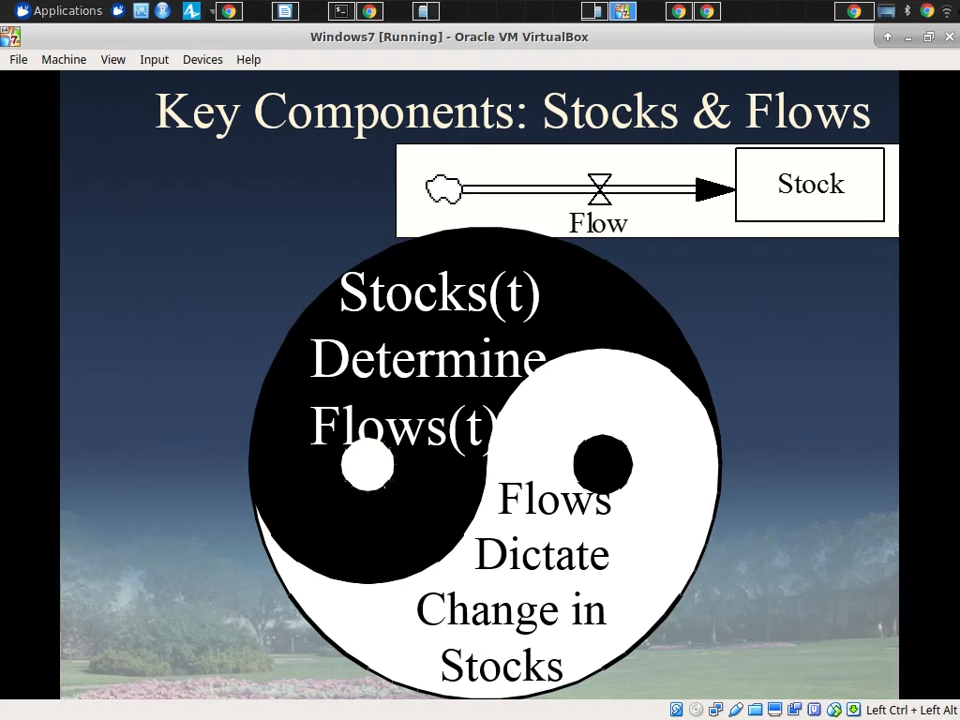 Applications
Windows7 [Running] - Oracle VM VirtualBox
File Machine View Input Devices Help
Key Components: Stocks & Flows
Stock
Flow
Stocks(t)
Determine
Flows(t)
Flows
Dictate
Change in
Stocks
Left Ctrl + Left Alt